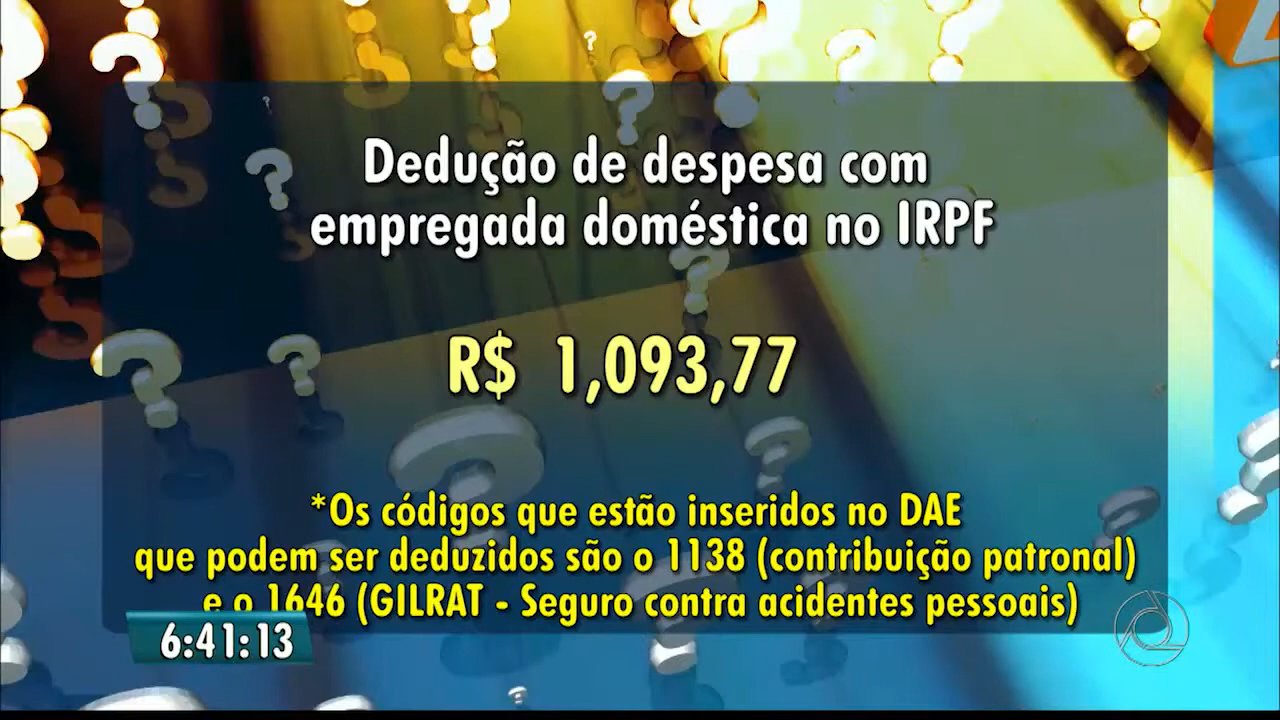 Dedução de despesa com
empregada doméstica no IRPF
R$ 1,093,77
*Os códigos que estão inseridos no DAE
que podem ser deduzidos são o 1138 (contribuição patronal)
e o 1646 (GILRAT - Seguro contra acidentes pessoais)
6:41:13